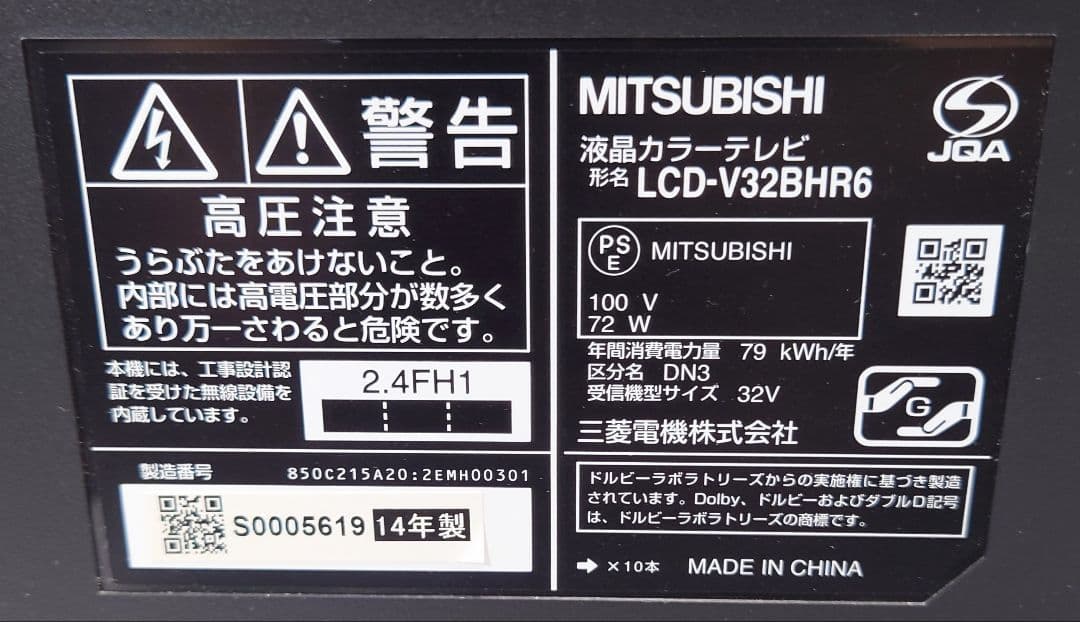 警告
高圧注意
うらぶたをあけないこと。
内部には高電圧部分が数多く
あり万一さわると危険です。
本機には、工事設計認
証を受けた無線設備を
内蔵しています。
2.4FH1
製造番号 850C215A20:2EMH00301
S0005619 14年製
MITSUBISHI
JQA
液晶カラーテレビ
形名 LCD-V32BHR6
PSE MITSUBISHI
100 V
72 W
年間消費電力量 79 kWh/年
区分名 DN3
受信機型サイズ 32V
G
三菱電機株式会社
ドルビーラボラトリーズからの実施権に基づき製造
されています。Dolby、ドルビーおよびダブルD記号
は、ドルビーラボラトリーズの商標です。
➡ ×10本 MADE IN CHINA